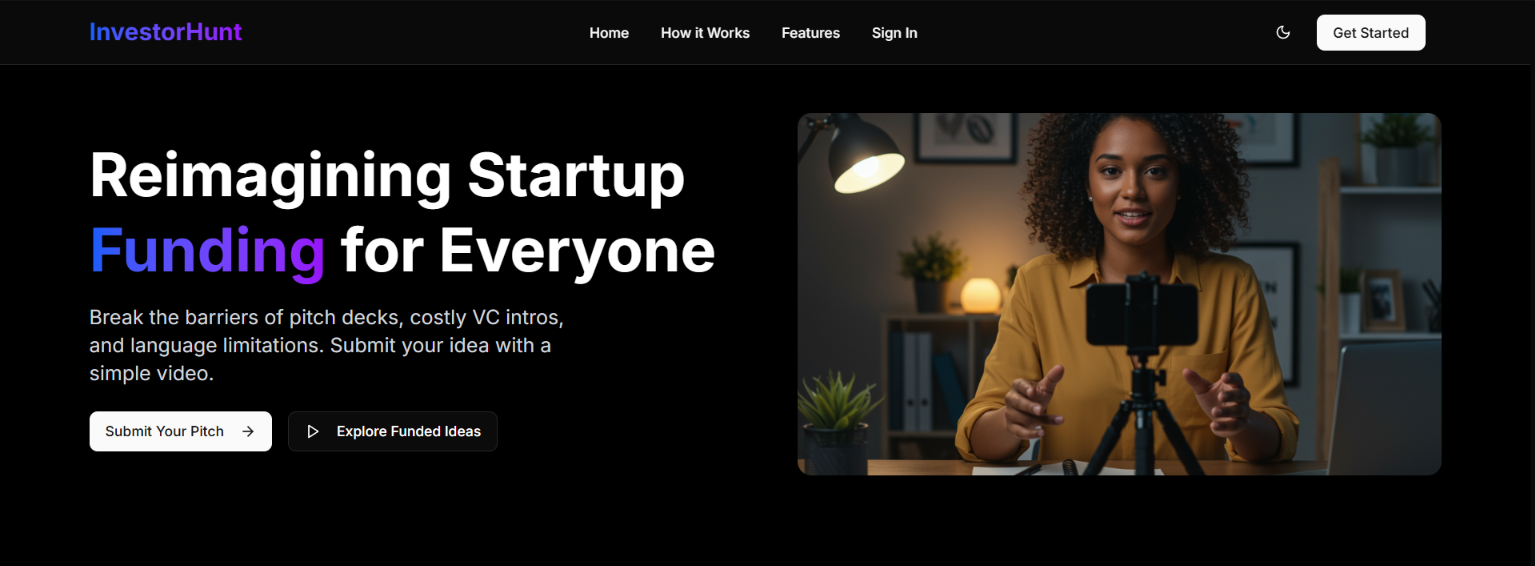 InvestorHunt
Home
How it Works
Features
Sign In
Get Started
Reimagining Startup
Funding for Everyone
Break the barriers of pitch decks, costly VC intros,
and language limitations. Submit your idea with a
simple video.
Submit Your Pitch
Explore Funded Ideas